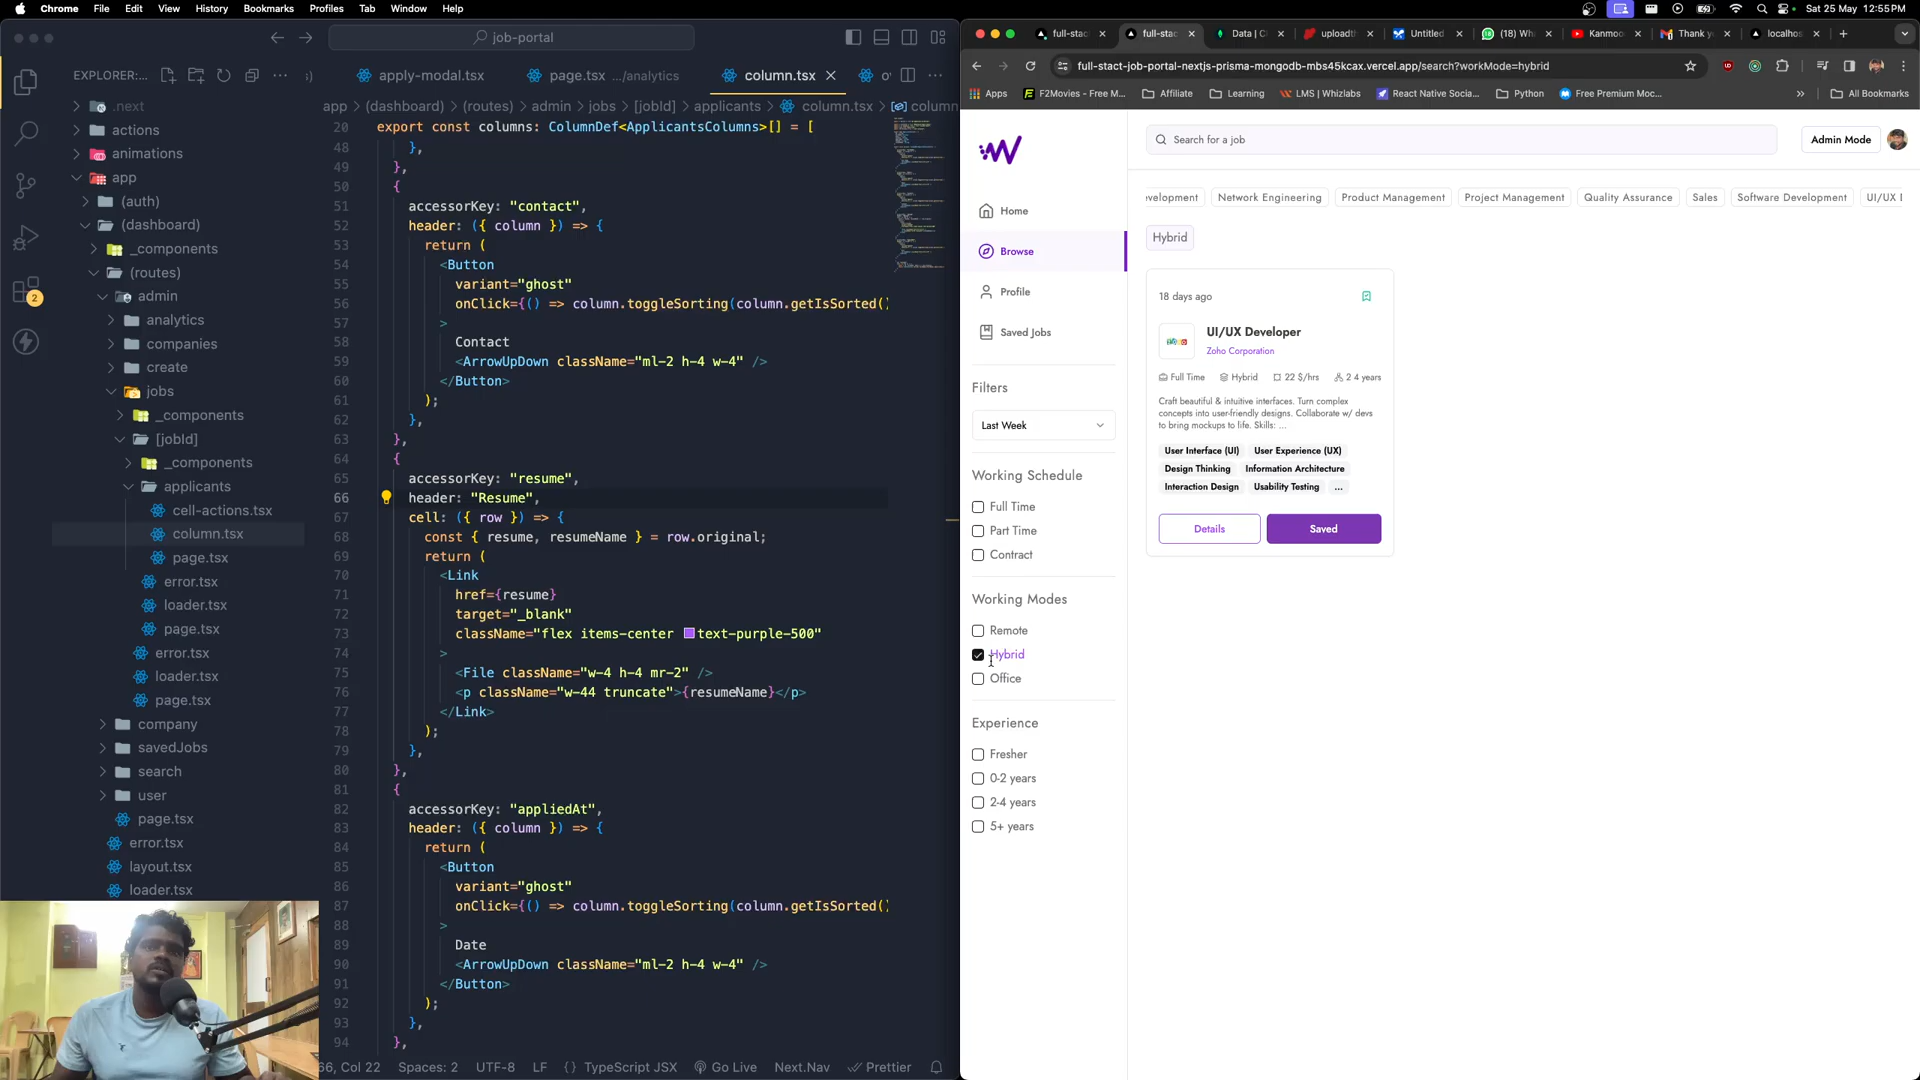 Chrome File Edit View History Bookmarks Profiles Tab Window Help
Sat 25 May 12:55 PM
job-portal
EXPLORER:...
apply-modal.tsx
page.tsx .../analytics
column.tsx
app > (dashboard) > (routes) > admin > jobs > [jobId] > applicants > column.tsx >
.next
actions
animations
app
(auth)
(dashboard)
_components
(routes)
admin
analytics
companies
create
jobs
_components
[jobId]
_components
applicants
cell-actions.tsx
column.tsx
page.tsx
error.tsx
loader.tsx
page.tsx
error.tsx
loader.tsx
page.tsx
company
savedJobs
search
user
page.tsx
error.tsx
layout.tsx
loader.tsx
2
20 export const columns: ColumnDef<ApplicantsColumns>[] = [
48 },
49 },
50 {
51 accessorKey: "contact",
52 header: ({ column }) => {
53 return (
54 <Button
55 variant="ghost"
56 onClick={() => column.toggleSorting(column.getIsSorted()
57 >
58 Contact
59 <ArrowUpDown className="ml-2 h-4 w-4" />
60 </Button>
61 );
62 },
63 },
64 {
65 accessorKey: "resume",
66 header: "Resume",
67 cell: ({ row }) => {
68 const { resume, resumeName } = row.original;
69 return (
70 <Link
71 href={resume}
72 target="_blank"
73 className="flex items-center text-purple-500"
74 >
75 <File className="w-4 h-4 mr-2" />
76 <p className="w-44 truncate">{resumeName}</p>
77 </Link>
78 );
79 },
80 },
81 {
82 accessorKey: "appliedAt",
83 header: ({ column }) => {
84 return (
85 <Button
86 variant="ghost"
87 onClick={() => column.toggleSorting(column.getIsSorted()
88 >
89 Date
90 <ArrowUpDown className="ml-2 h-4 w-4" />
91 </Button>
92 );
93 },
94 },
66, Col 22 Spaces: 2 UTF-8 LF {} TypeScript JSX Go Live Next.Nav Prettier
full-stac
full-stac
Data | C
uploadth
Untitled
(18) Wha
Kanmoo
Thank y
localhos
full-stact-job-portal-nextjs-prisma-mongodb-mbs45kcax.vercel.app/search?workMode=hybrid
Apps
F2Movies - Free M...
Affiliate
Learning
LMS | Whizlabs
React Native Socia...
Python
Free Premium Moc...
All Bookmarks
Search for a job
Admin Mode
evelopment
Network Engineering
Product Management
Project Management
Quality Assurance
Sales
Software Development
UI/UX
Home
Browse
Profile
Saved Jobs
Filters
Last Week
Working Schedule
Full Time
Part Time
Contract
Working Modes
Remote
Hybrid
Office
Experience
Fresher
0-2 years
2-4 years
5+ years
Hybrid
18 days ago
UI/UX Developer
Zoho Corporation
Full Time Hybrid 22 $/hrs 2 4 years
Craft beautiful & intuitive interfaces. Turn complex
concepts into user-friendly designs. Collaborate w/ devs
to bring mockups to life. Skills: ...
User Interface (UI) User Experience (UX)
Design Thinking Information Architecture
Interaction Design Usability Testing ...
Details
Saved